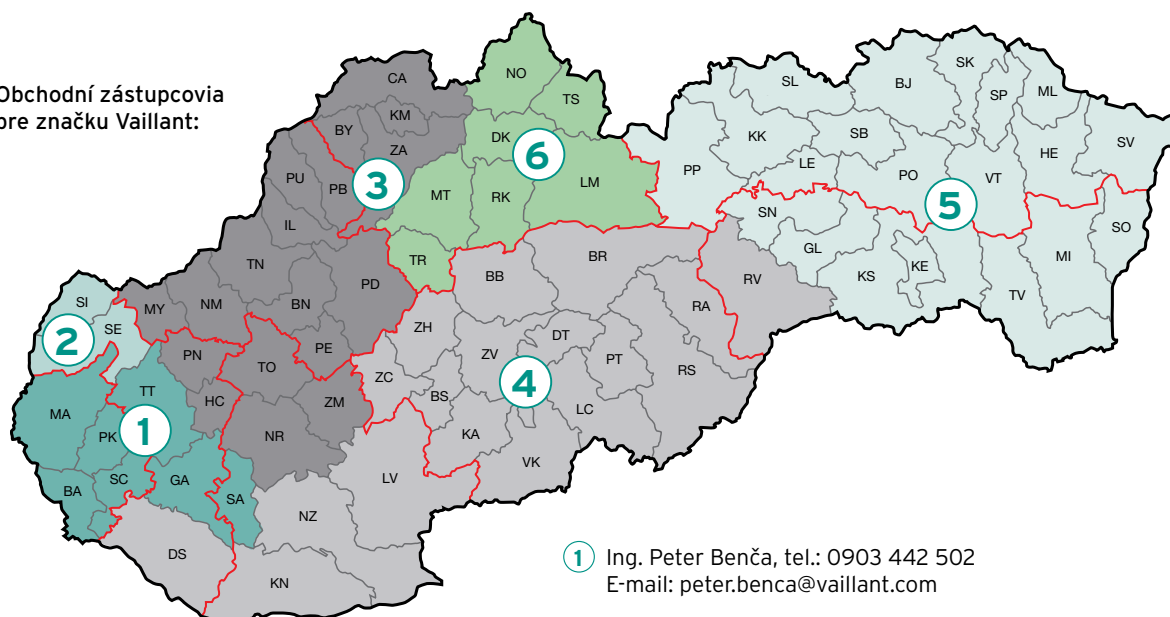 Obchodní zástupcovia
pre značku Vaillant:
CA
NO
TS
KM
BY
ZA
DK
6
PU
PB
3
MT
RK
LM
IL
TR
TN
PD
BN
NM
MY
PE
SI
SE
2
PN
TO
HC
ZM
NR
TT
MA
1
PK
SC
GA
BA
SA
DS
KN
NZ
LV
BB
BR
ZH
ZC
ZV
DT
PT
4
BS
LC
KA
VK
RS
RA
RV
SK
SL
BJ
SP
ML
KK
SB
SV
HE
PP
LE
PO
VT
5
SN
GL
KS
KE
TV
MI
SO
1 Ing. Peter Benča, tel.: 0903 442 502
E-mail: peter.benca@vaillant.com